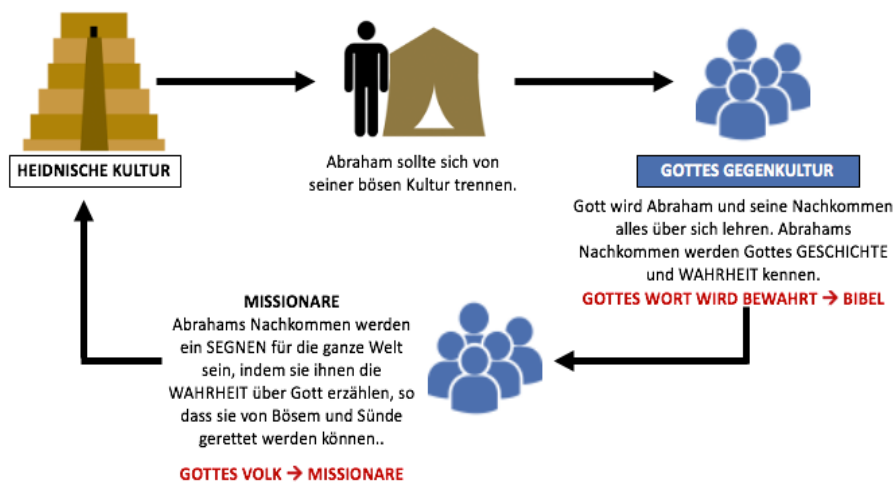 HEIDNISCHE KULTUR
Abraham sollte sich von
seiner bösen Kultur trennen.
GOTTES GEGENKULTUR
Gott wird Abraham und seine Nachkommen
alles über sich lehren. Abrahams
Nachkommen werden Gottes GESCHICHTE
und WAHRHEIT kennen.
GOTTES WORT WIRD BEWAHRT → BIBEL
MISSIONARE
Abrahams Nachkommen werden
ein SEGNEN für die ganze Welt
sein, indem sie ihnen die
WAHRHEIT über Gott erzählen, so
dass sie von Bösem und Sünde
gerettet werden können..
GOTTES VOLK → MISSIONARE